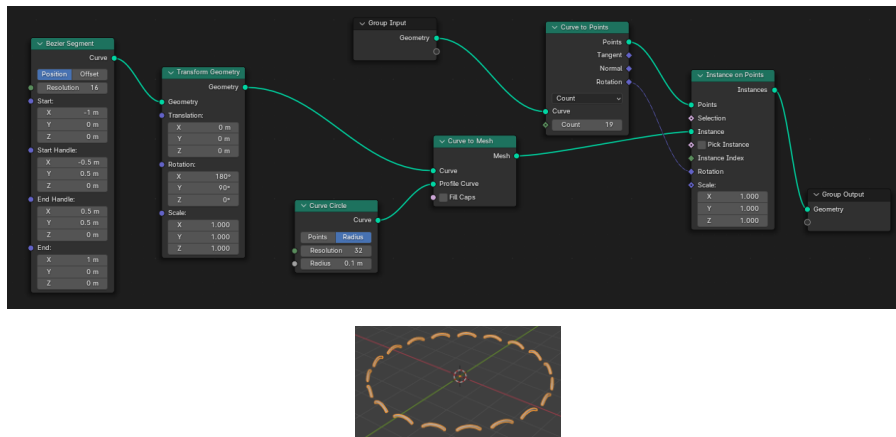 Bezier Segment
Curve
Position Offset
Resolution 16
Start:
X -1 m
Y 0 m
Z 0 m
Start Handle:
X -0.5 m
Y 0.5 m
Z 0 m
End Handle:
X 0.5 m
Y 0.5 m
Z 0 m
End:
X 1 m
Y 0 m
Z 0 m
Transform Geometry
Geometry
Geometry
Translation:
X 0 m
Y 0 m
Z 0 m
Rotation:
X 180°
Y 90°
Z 0°
Scale:
X 1.000
Y 1.000
Z 1.000
Group Input
Geometry
Curve Circle
Curve
Points Radius
Resolution 32
Radius 0.1 m
Curve to Mesh
Mesh
Curve
Profile Curve
Fill Caps
Curve to Points
Points
Tangent
Normal
Rotation
Count
Curve
Count 19
Instance on Points
Instances
Points
Selection
Instance
Pick Instance
Instance Index
Rotation
Scale:
X 1.000
Y 1.000
Z 1.000
Group Output
Geometry